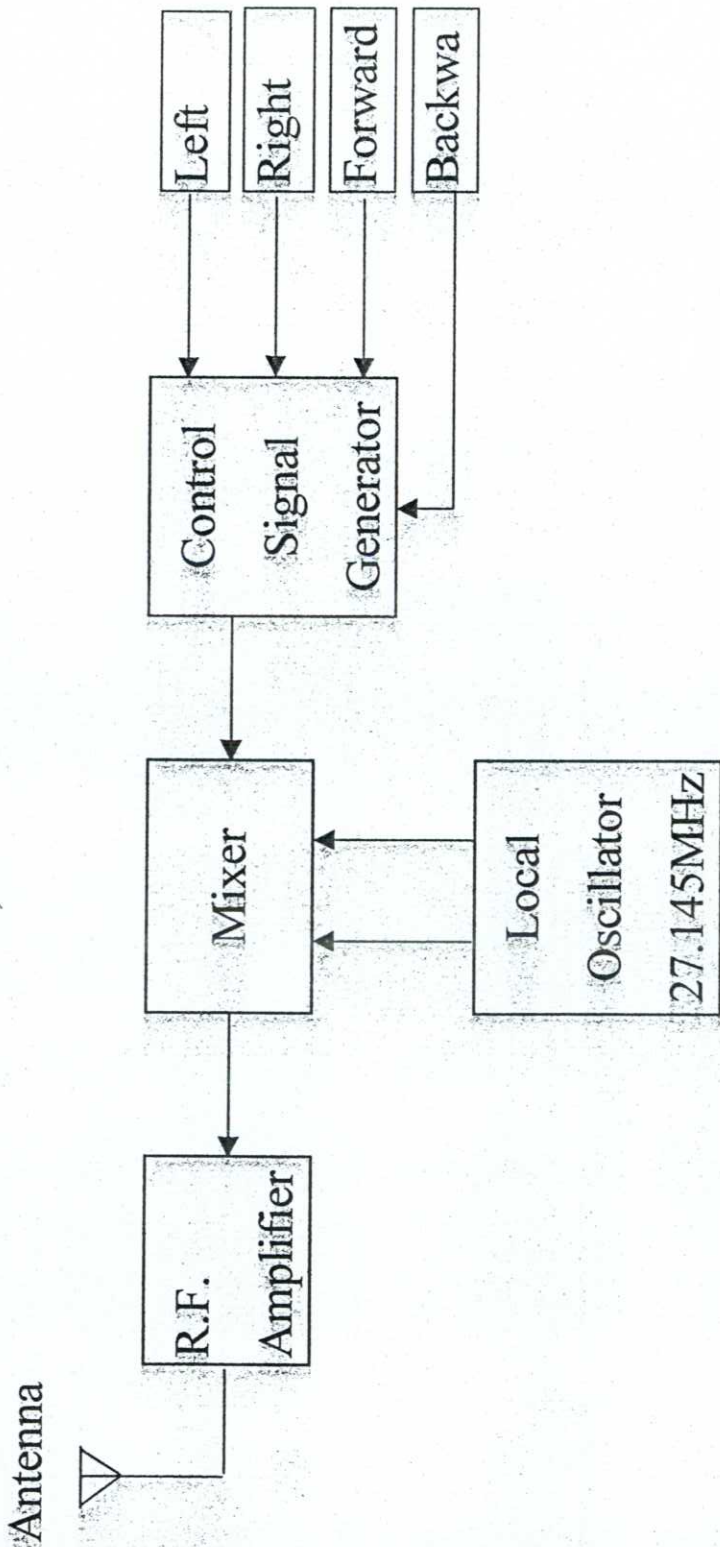 Antenna
R.F.
Amplifier
Mixer
Local
Oscillator
27.145MHz
Control
Signal
Generator
Left
Right
Forward
Backwa